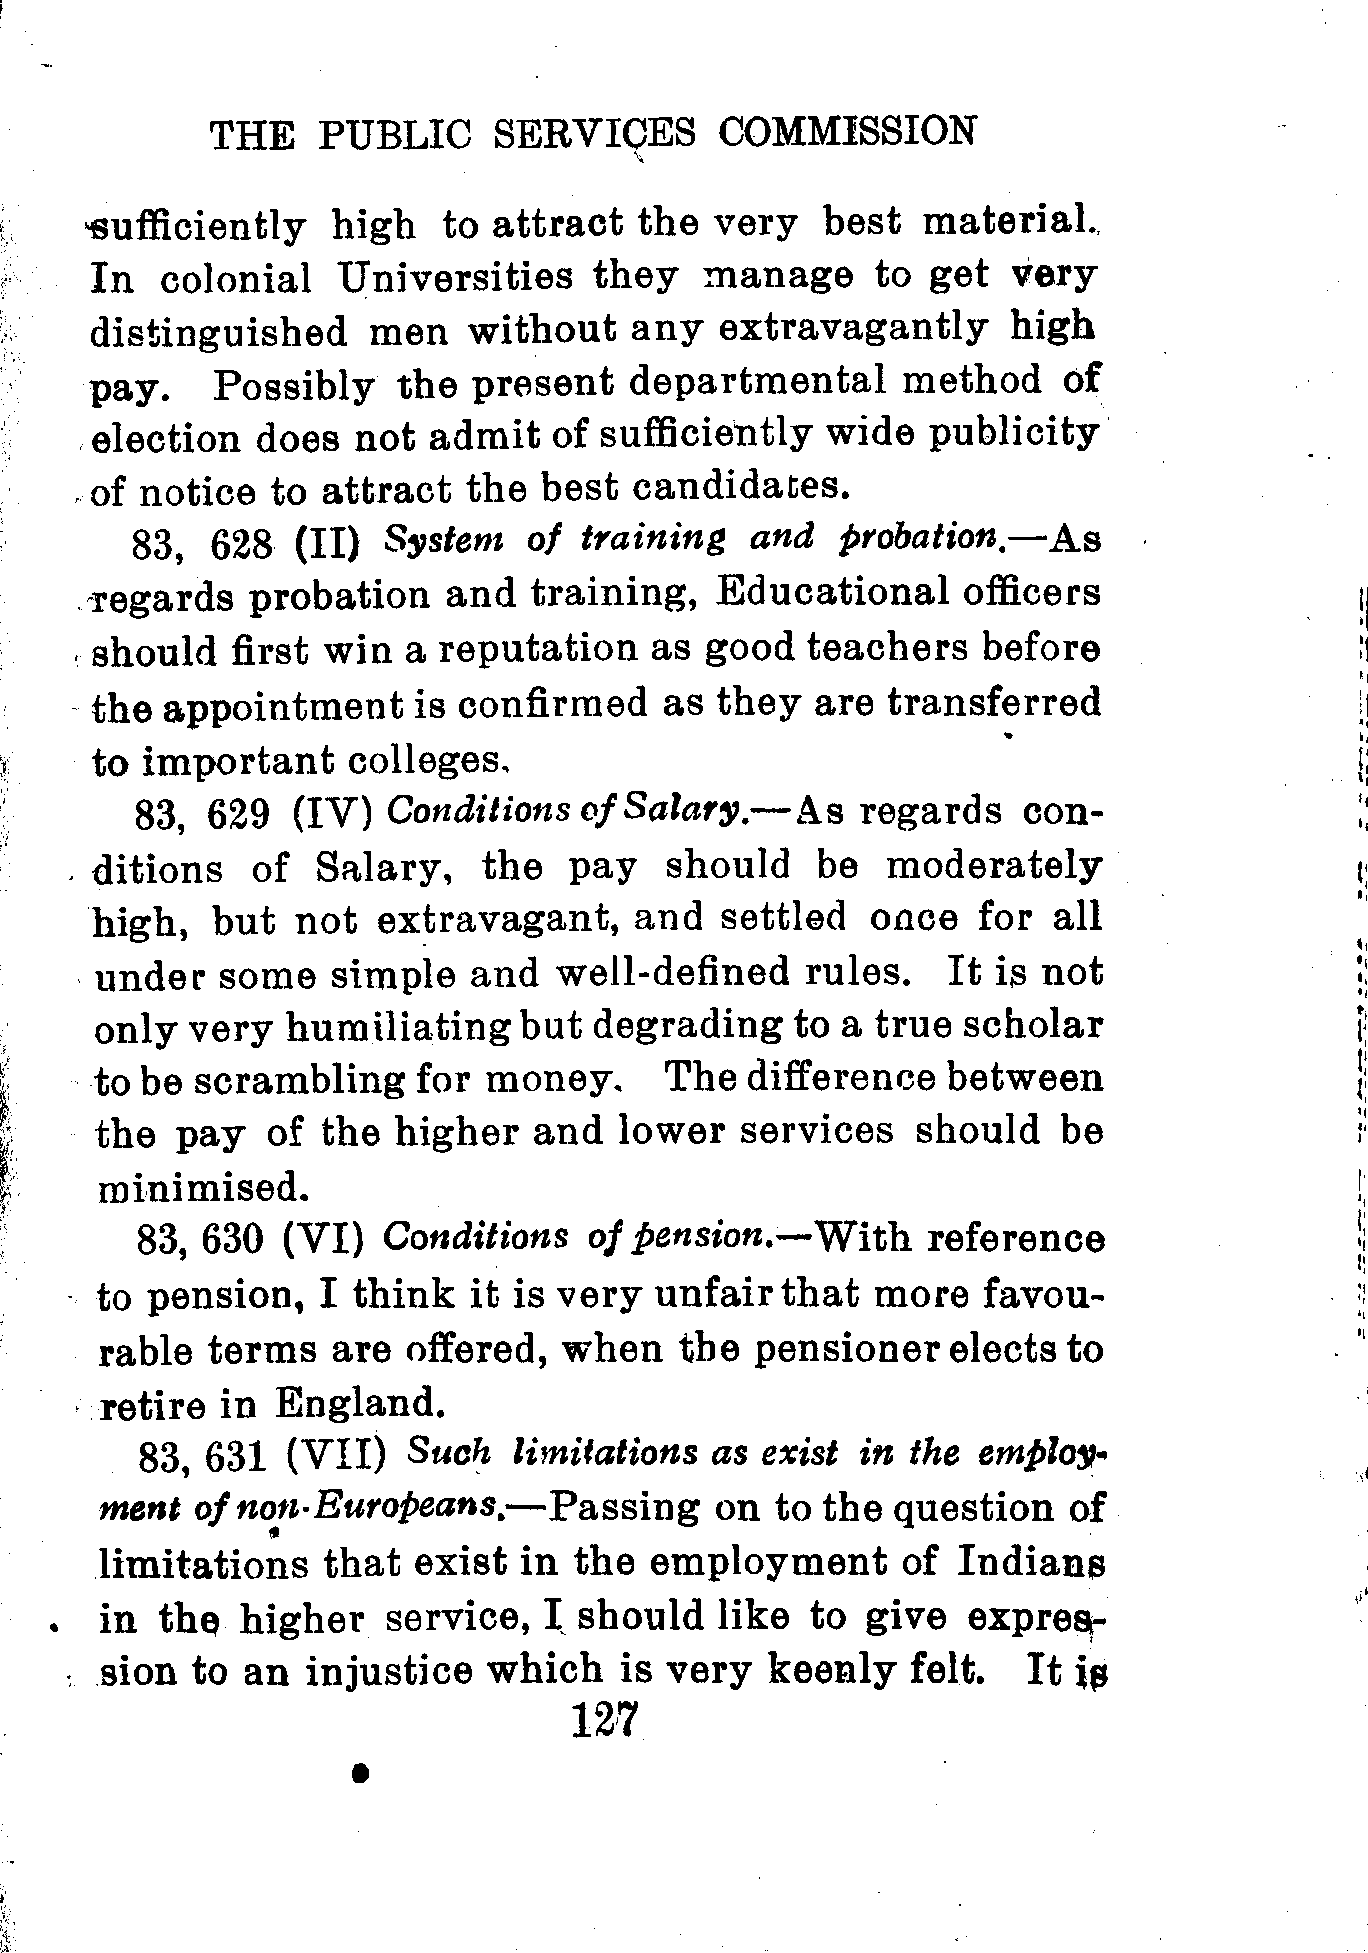 THE PUBLIC SERVICES COMMISSION
sufficiently high to attract the very best material.
In colonial Universities they manage to get very
distinguished men without any extravagantly high
pay. Possibly the present departmental method of
election does not admit of sufficiently wide publicity
of notice to attract the best candidates.
83, 628 (II) System of training and probation.—As
regards probation and training, Educational officers
should first win a reputation as good teachers before
the appointment is confirmed as they are transferred
to important colleges.
83, 629 (IV) Conditions of Salary.—As regards con-
ditions of Salary, the pay should be moderately
high, but not extravagant, and settled once for all
under some simple and well-defined rules. It is not
only very humiliating but degrading to a true scholar
to be scrambling for money. The difference between
the pay of the higher and lower services should be
minimised.
83, 630 (VI) Conditions of pension.—With reference
to pension, I think it is very unfair that more favou-
rable terms are offered, when the pensioner elects to
retire in England.
83, 631 (VII) Such limitations as exist in the employ-
ment of non-Europeans.—Passing on to the question of
limitations that exist in the employment of Indians
in the higher service, I should like to give expres-
sion to an injustice which is very keenly felt. It is
127